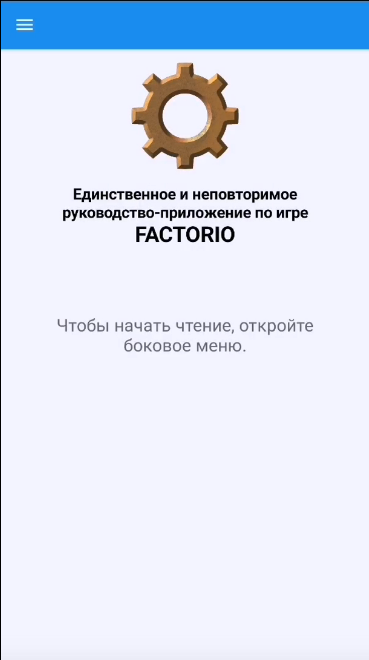 Единственное и неповторимое
руководство-приложение по игре
FACTORIO
Чтобы начать чтение, откройте
боковое меню.